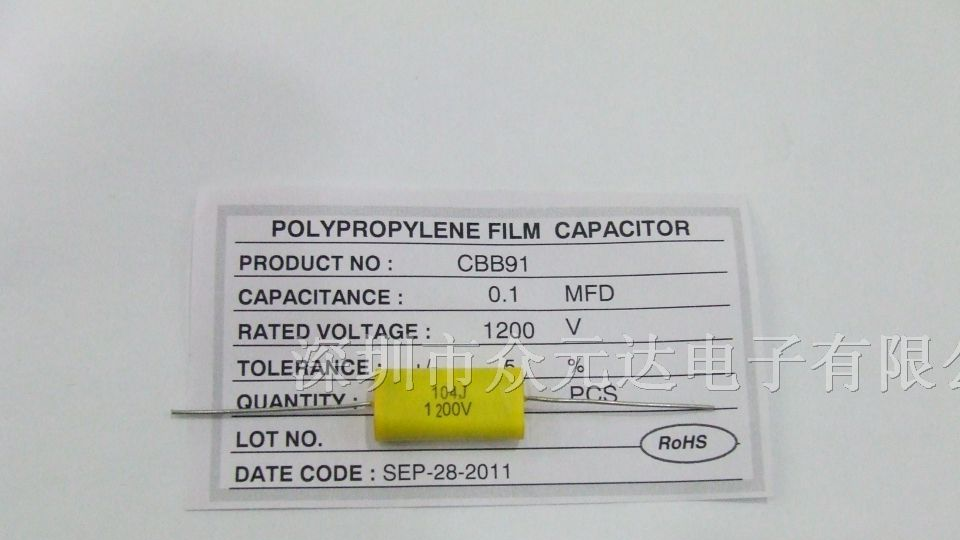 POLYPROPYLENE FILM CAPACITOR
PRODUCT NO : CBB91
CAPACITANCE : 0.1 MFD
RATED VOLTAGE : 1200 V
深圳市众元达电子有限公
TOLERANCE : +/ 5 %
QUANTITY : PCS
104J
1200V
LOT NO.
RoHS
DATE CODE : SEP-28-2011